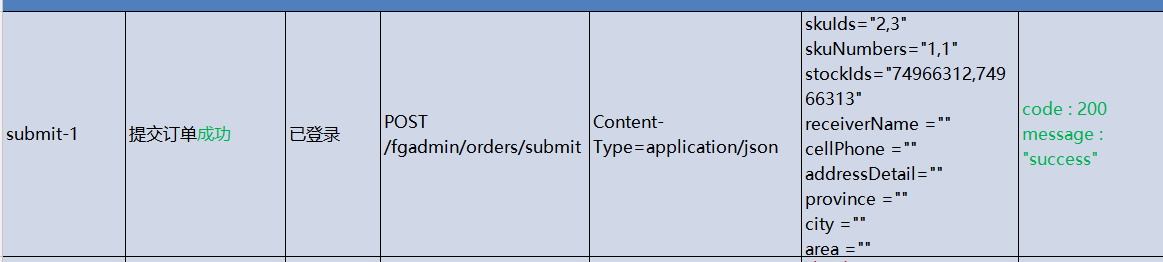 submit-1
提交订单成功
已登录
POST
/fgadmin/orders/submit
Content-
Type=application/json
skuIds="2,3"
skuNumbers="1,1"
stockIds="74966312,749
66313"
receiverName =""
cellPhone =""
addressDetail=""
province =""
city =""
area =""
code : 200
message :
"success"